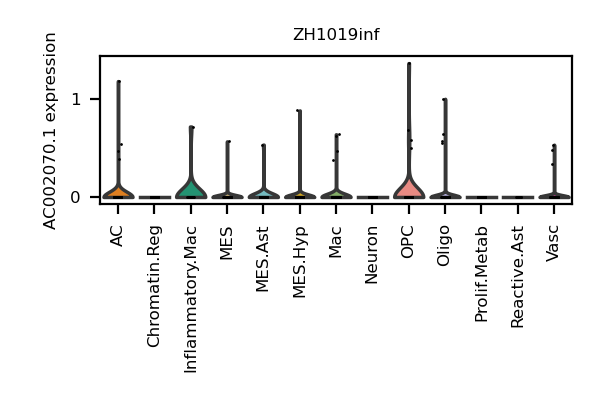 ZH1019inf
AC002070.1 expression
1
0
AC
Chromatin.Reg
Inflammatory.Mac
MES
MES.Ast
MES.Hyp
Mac
Neuron
OPC
Oligo
Prolif.Metab
Reactive.Ast
Vasc